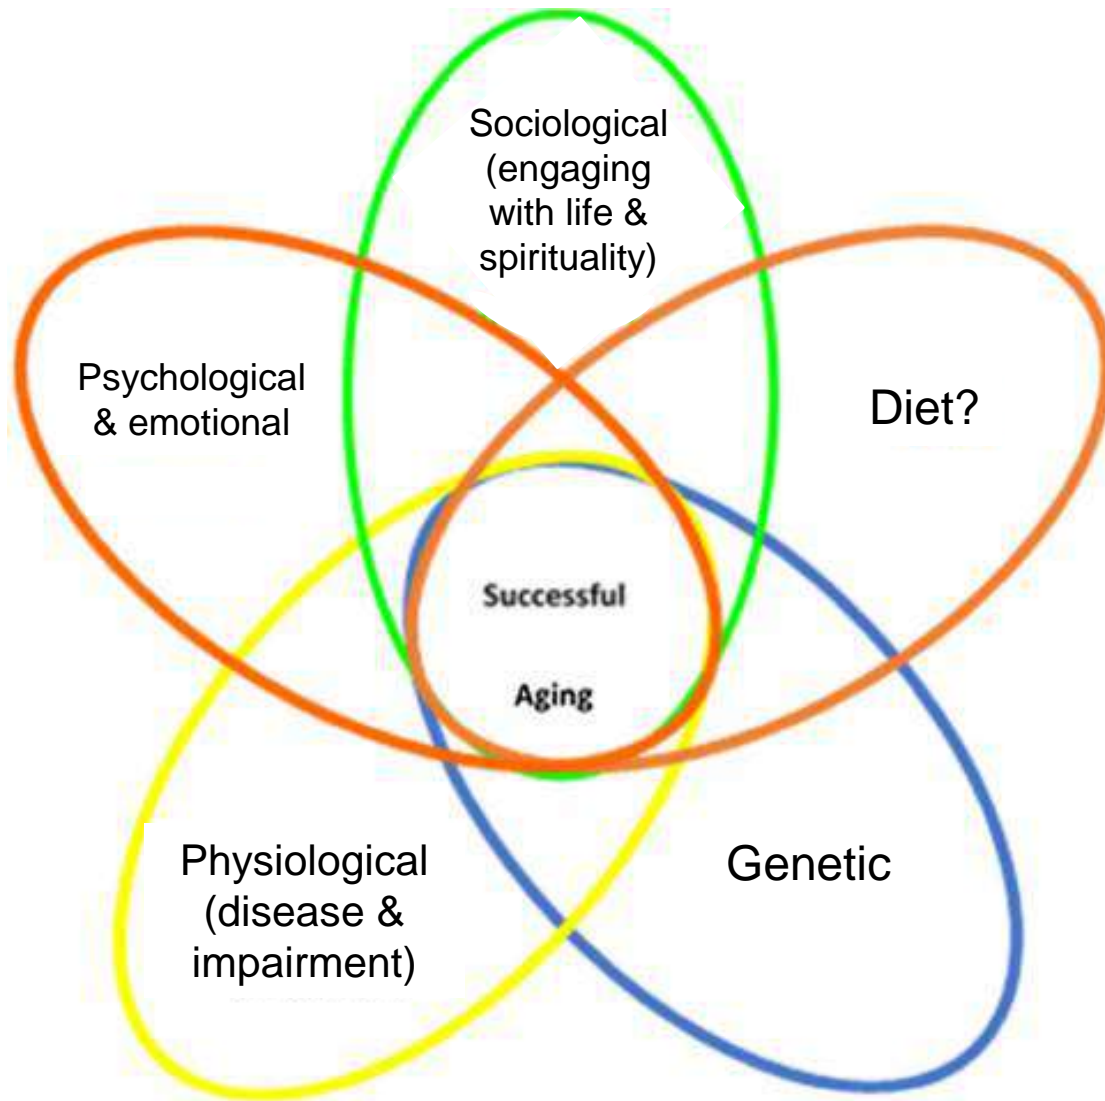 Sociological
(engaging
with life &
spirituality)
Psychological
& emotional
Diet?
Successful
Aging
Physiological
(disease &
impairment)
Genetic